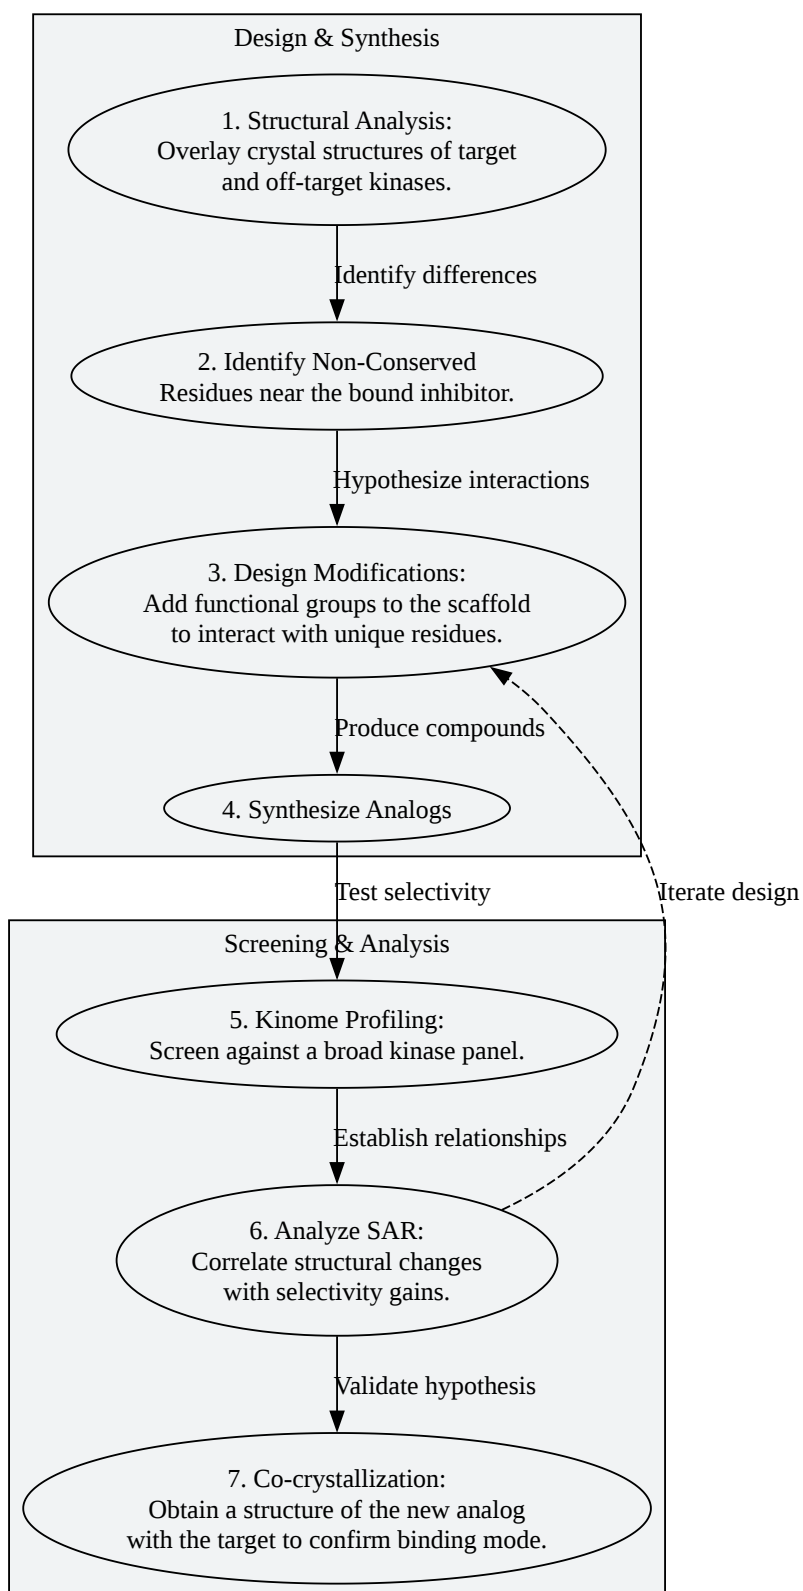 Design & Synthesis
1. Structural Analysis:
Overlay crystal structures of target
and off-target kinases.
Identify differences
2. Identify Non-Conserved
Residues near the bound inhibitor.
Hypothesize interactions
3. Design Modifications:
Add functional groups to the scaffold
to interact with unique residues.
Produce compounds
4. Synthesize Analogs
Test selectivity
Iterate design
Screening & Analysis
5. Kinome Profiling:
Screen against a broad kinase panel.
Establish relationships
6. Analyze SAR:
Correlate structural changes
with selectivity gains.
Validate hypothesis
7. Co-crystallization:
Obtain a structure of the new analog
with the target to confirm binding mode.